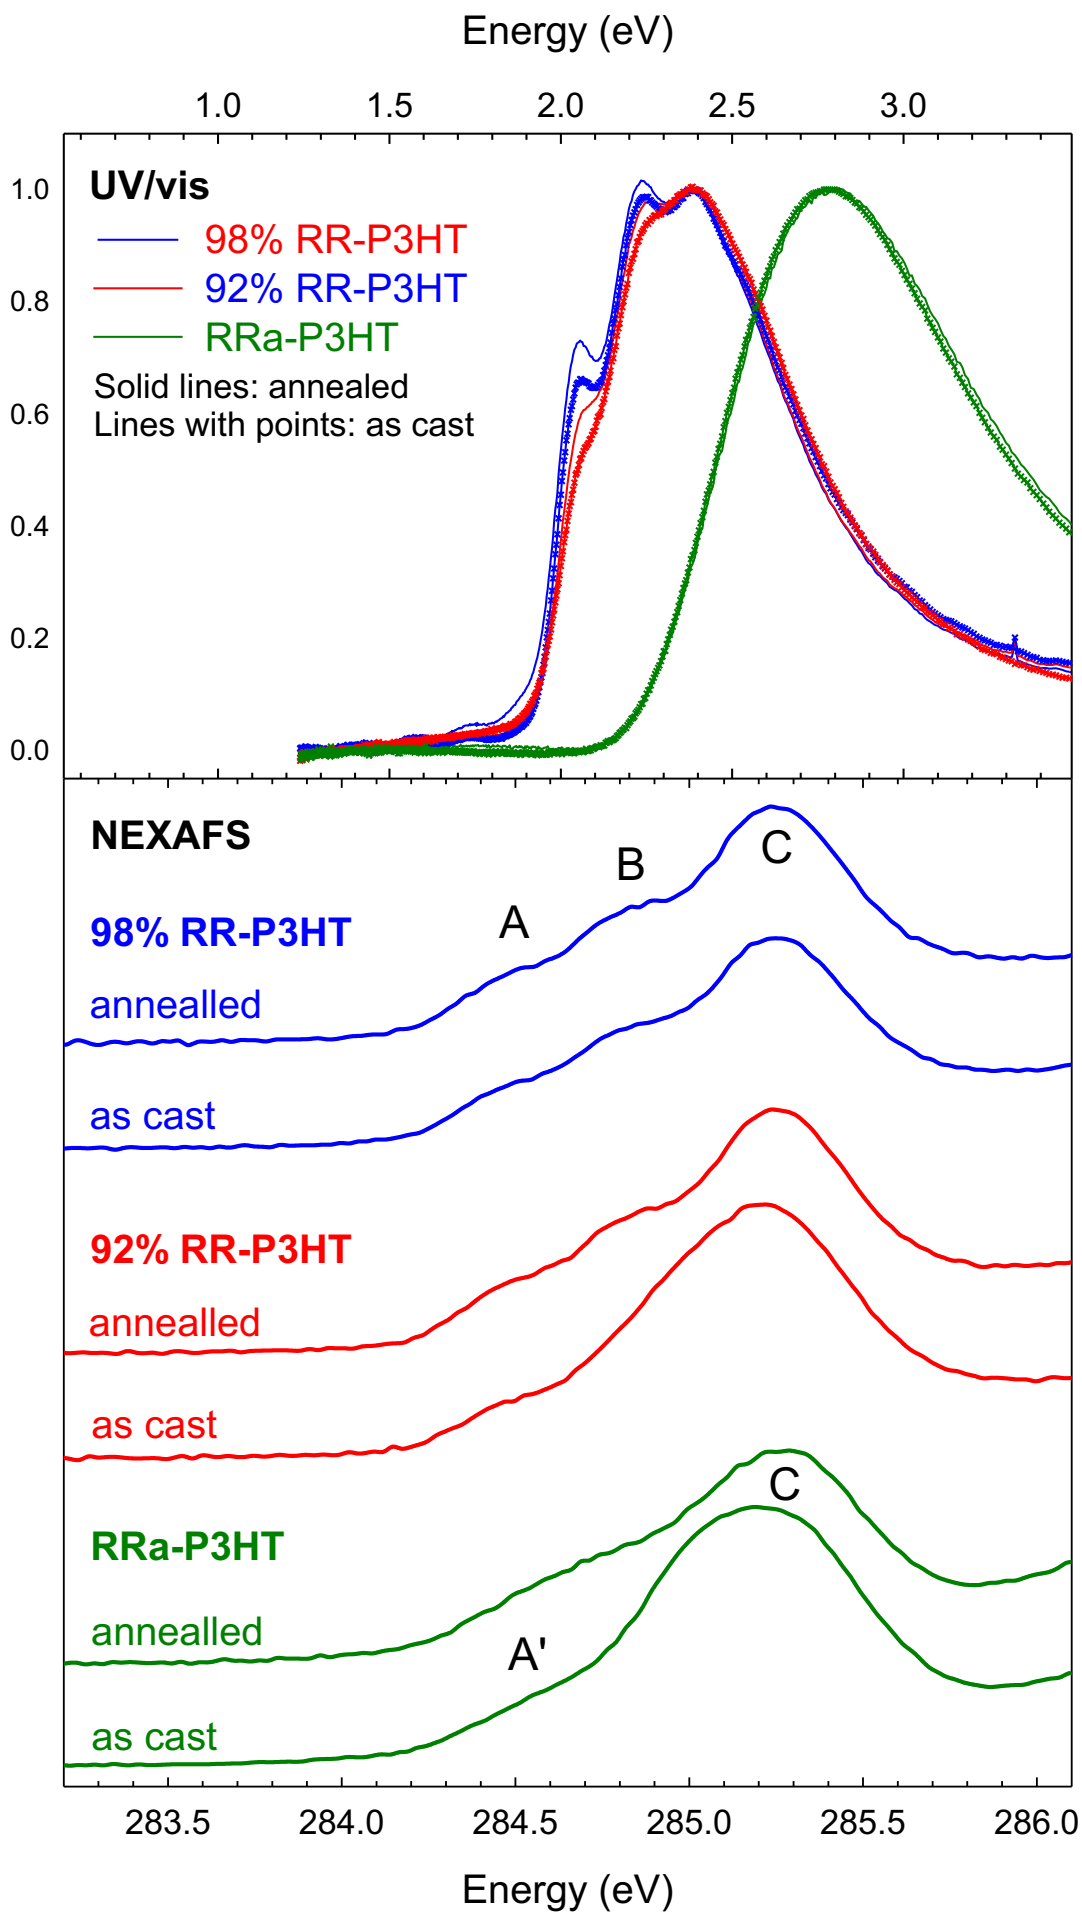 Energy (eV)
1.0 1.5 2.0 2.5 3.0
1.0
UV/vis
98% RR-P3HT
92% RR-P3HT
0.8
RRa-P3HT
Solid lines: annealed
0.6
Lines with points: as cast
0.4
0.2
0.0
NEXAFS
C
B
A
98% RR-P3HT
annealled
as cast
92% RR-P3HT
annealled
as cast
C
RRa-P3HT
annealled
A'
as cast
283.5 284.0 284.5 285.0 285.5 286.0
Energy (eV)